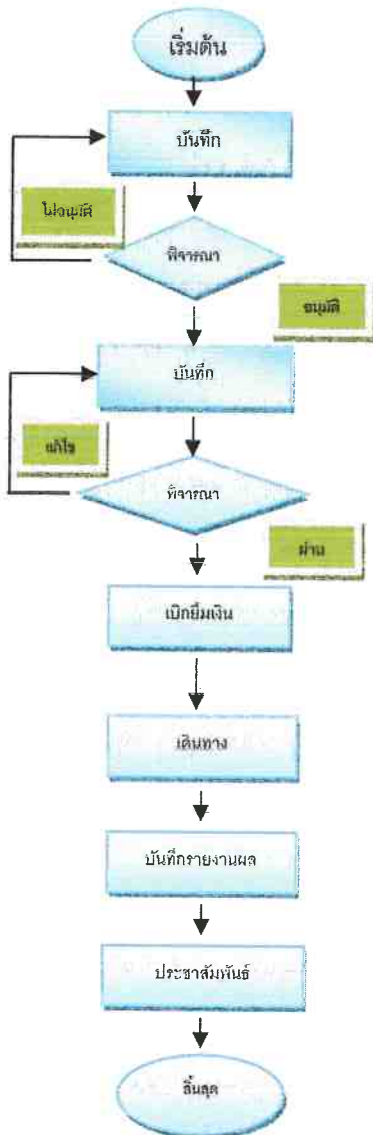 เริ่มต้น
บันทึก
ไม่อนุมัติ
พิจารณา
อนุมัติ
บันทึก
แก้ไข
พิจารณา
ผ่าน
เบิกยืมเงิน
เดินทาง
บันทึกรายงานผล
ประชาสัมพันธ์
สิ้นสุด